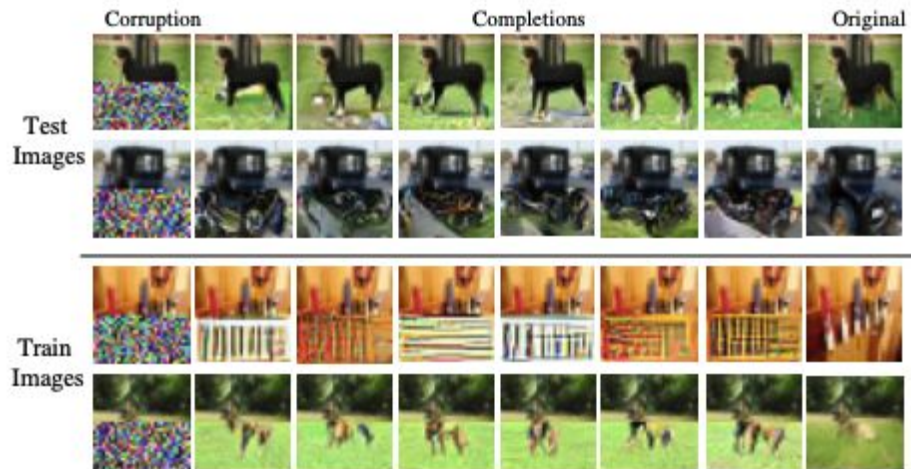 Corruption
Completions
Original
Test
Images
Train
Images